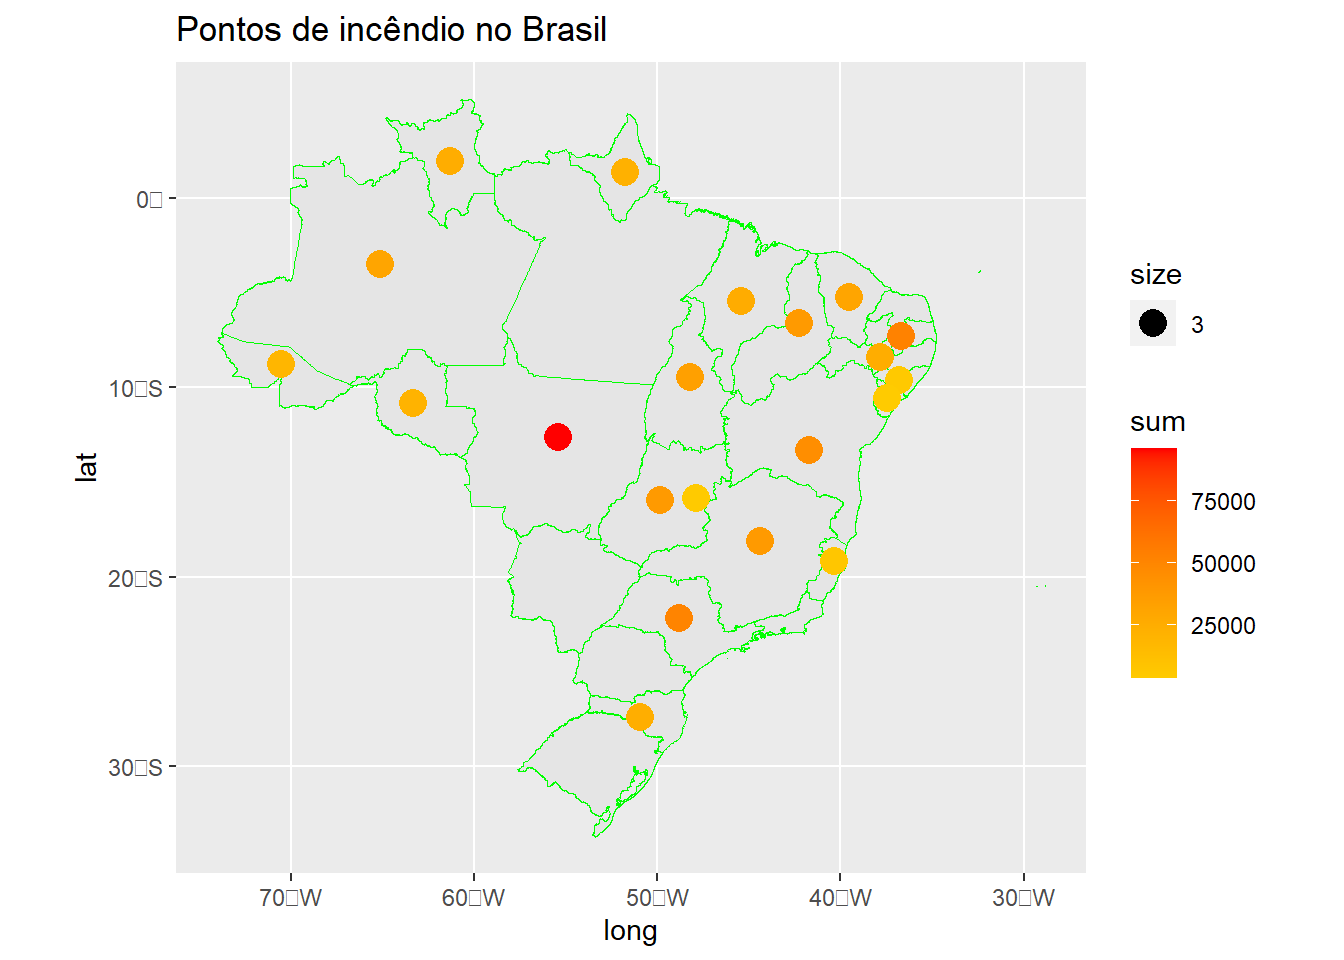 Pontos de incêndio no Brasil
0□
10□S
20□S
30□S
lat
70□W
60□W
50□W
40□W
30□W
long
size
3
sum
75000
50000
25000